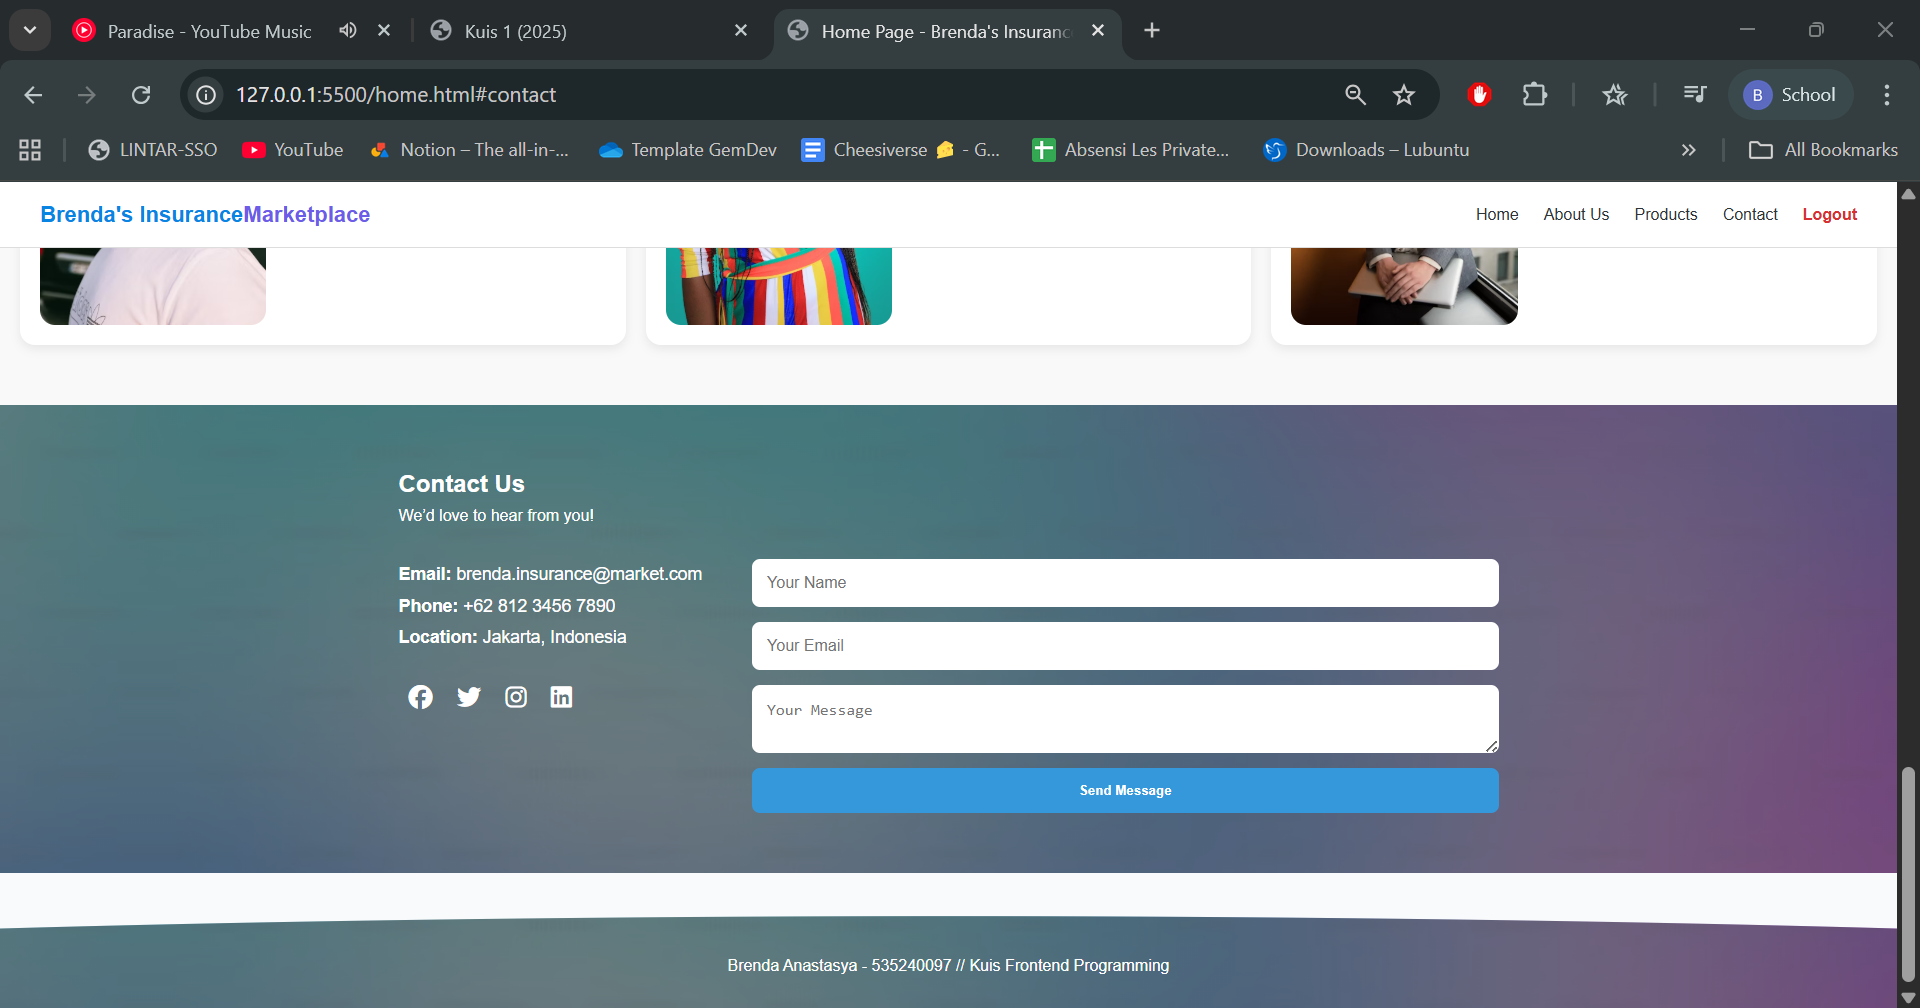 Paradise - YouTube Music
Kuis 1 (2025)
Home Page - Brenda's Insuranc
127.0.0.1:5500/home.html#contact
B School
LINTAR-SSO
YouTube
Notion – The all-in-...
Template GemDev
Cheesiverse 🧀 - G...
Absensi Les Private...
Downloads – Lubuntu
All Bookmarks
Brenda's InsuranceMarketplace
Home
About Us
Products
Contact
Logout
Contact Us
We'd love to hear from you!
Email: brenda.insurance@market.com
Phone: +62 812 3456 7890
Location: Jakarta, Indonesia
Your Name
Your Email
Your Message
Send Message
Brenda Anastasya - 535240097 // Kuis Frontend Programming